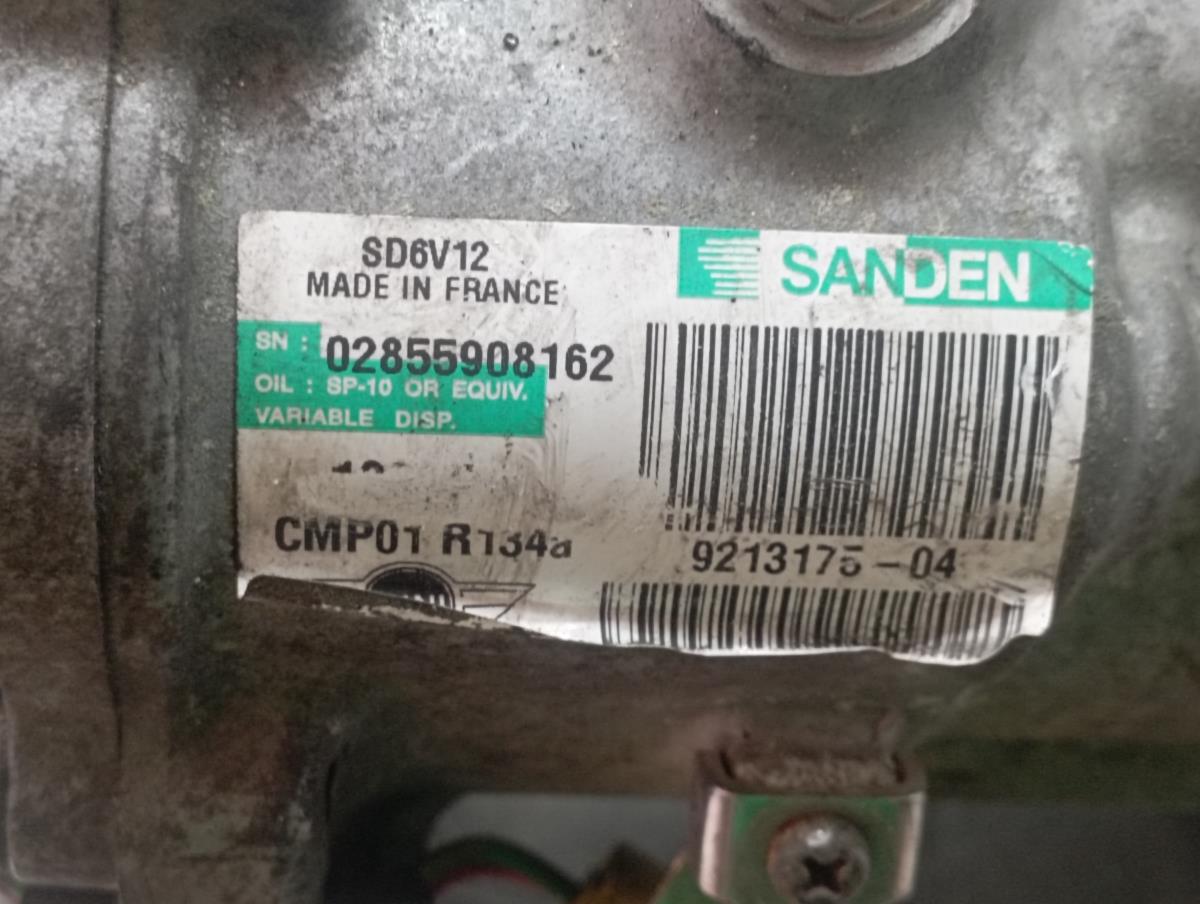 SD6V12
MADE IN FRANCE
SANDEN
SN : 02855908162
OIL : SP-10 OR EQUIV.
VARIABLE DISP.
CMP01 R134a
9213175-04